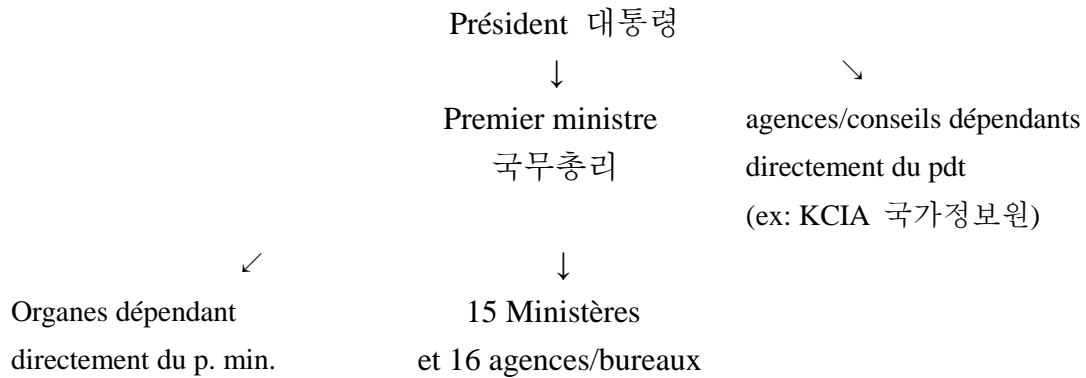 Président 대통령
↓ ↘
Premier ministre agences/conseils dépendants
국무총리 directement du pdt
(ex: KCIA 국가정보원)
↙ ↓
Organes dépendant 15 Ministères
directement du p. min. et 16 agences/bureaux